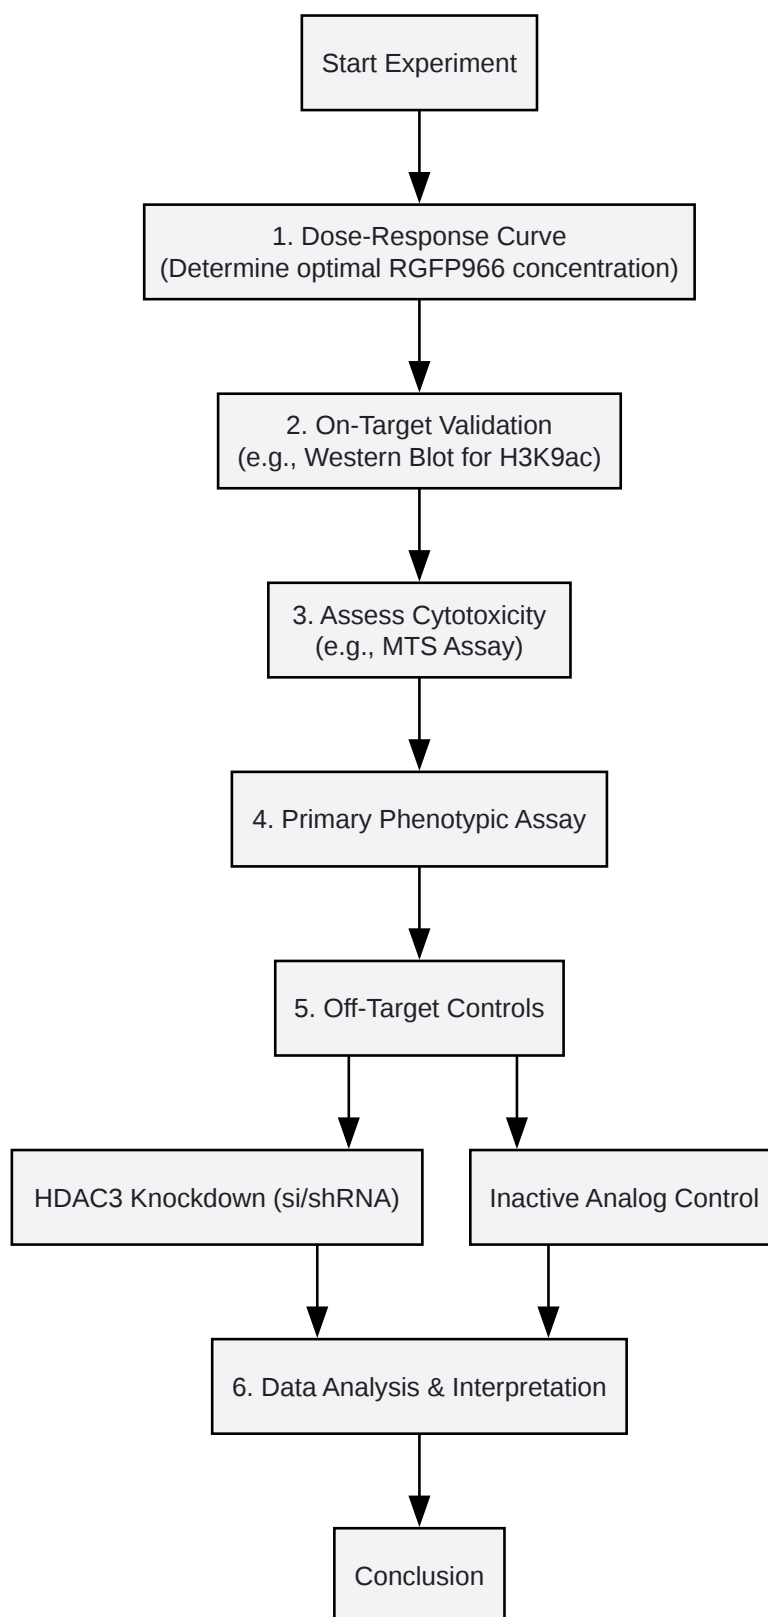 Start Experiment
1. Dose-Response Curve
(Determine optimal RGFP966 concentration)
2. On-Target Validation
(e.g., Western Blot for H3K9ac)
3. Assess Cytotoxicity
(e.g., MTS Assay)
4. Primary Phenotypic Assay
5. Off-Target Controls
HDAC3 Knockdown (si/shRNA)
Inactive Analog Control
6. Data Analysis & Interpretation
Conclusion